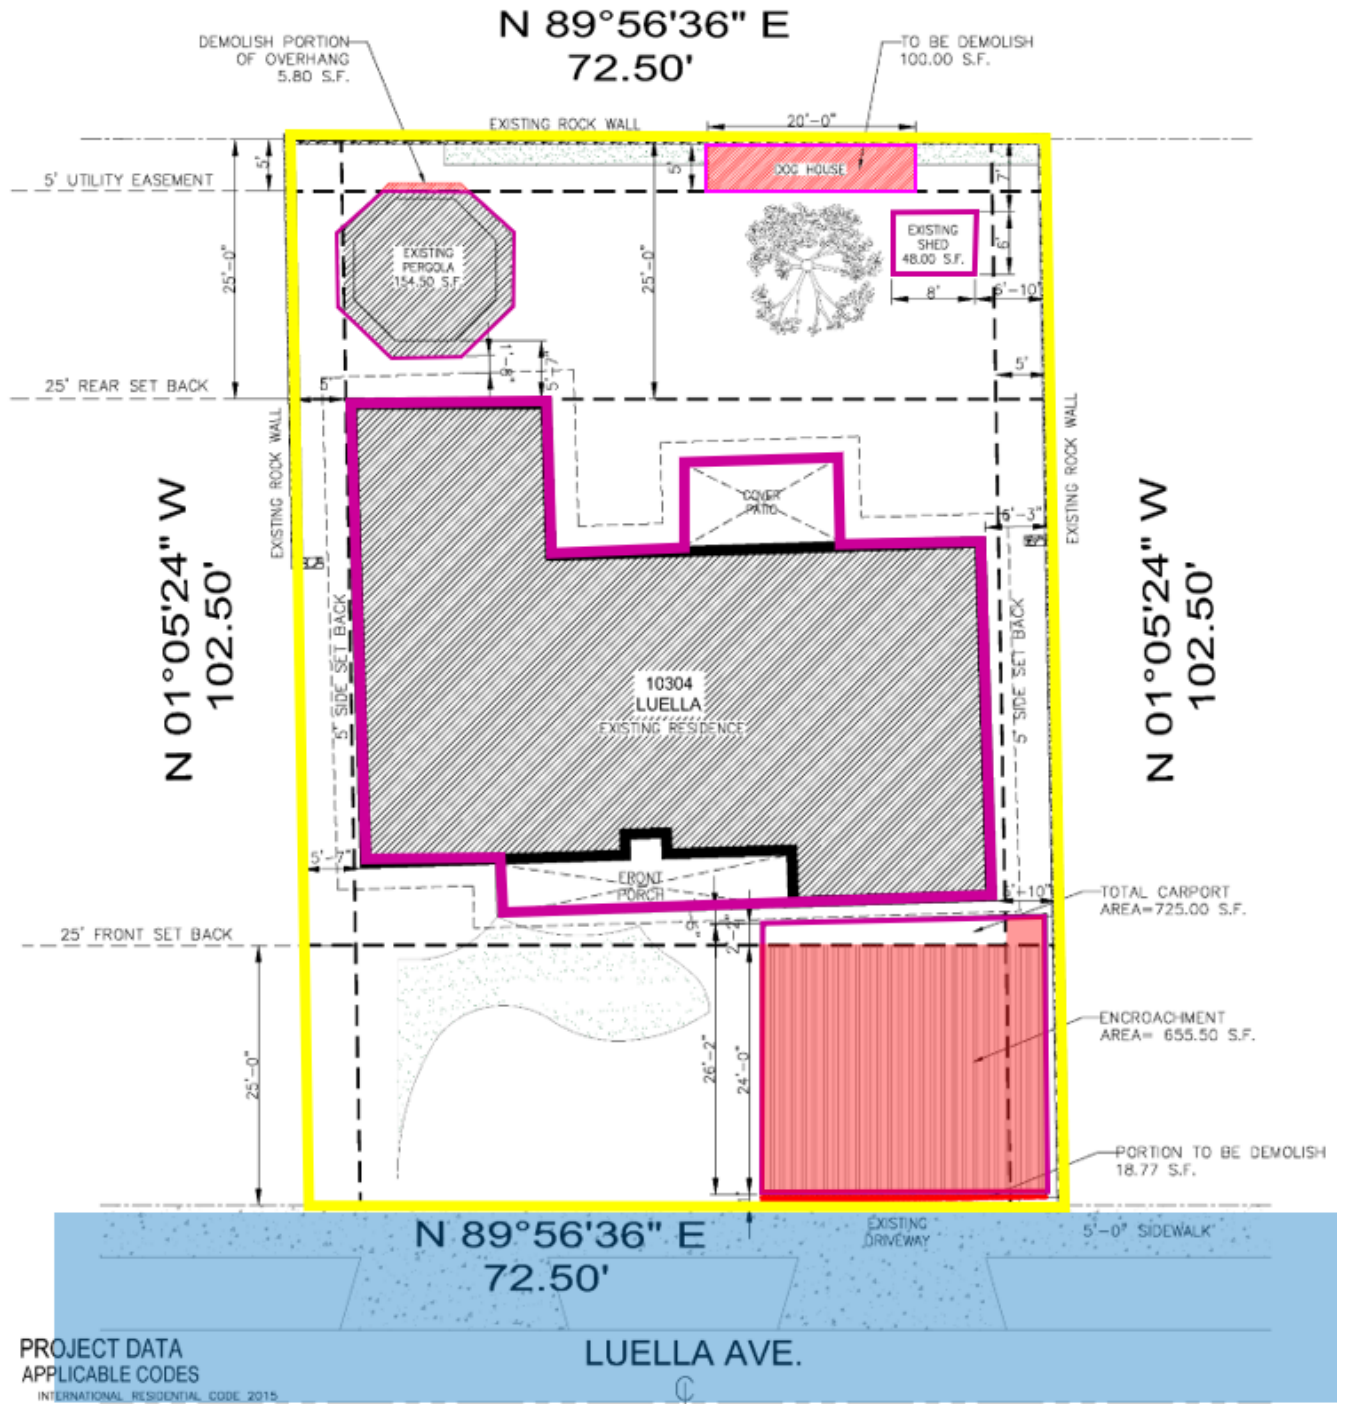 N 89°56'36" E
72.50'
DEMOLISH PORTION
OF OVERHANG
5.80 S.F.
TO BE DEMOLISH
100.00 S.F.
EXISTING ROCK WALL
20'-0"
5'
5'
DOG HOUSE
7'
5' UTILITY EASEMENT
EXISTING
PERGOLA
154.50 S.F.
EXISTING
SHED
48.00 S.F.
6'
25'-0"
25'-0"
8'
5'-7"
5'
25' REAR SET BACK
5'
EXISTING ROCK WALL
EXISTING ROCK WALL
COVER
PATIO
N 01°05'24" W
102.50'
N 01°05'24" W
102.50'
5' SIDE SET BACK
5' SIDE SET BACK
10304
LUELLA
EXISTING RESIDENCE
5'-7"
FRONT
PORCH
TOTAL CARPORT
AREA=725.00 S.F.
25' FRONT SET BACK
25'-0"
26'-2"
24'-0"
ENCROACHMENT
AREA= 655.50 S.F.
PORTION TO BE DEMOLISH
18.77 S.F.
1'
N 89°56'36" E
72.50'
EXISTING
DRIVEWAY
5'-0" SIDEWALK
LUELLA AVE.
PROJECT DATA
APPLICABLE CODES
INTERNATIONAL RESIDENTIAL CODE 2015